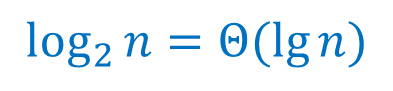 log₂ n = Θ(lg n)